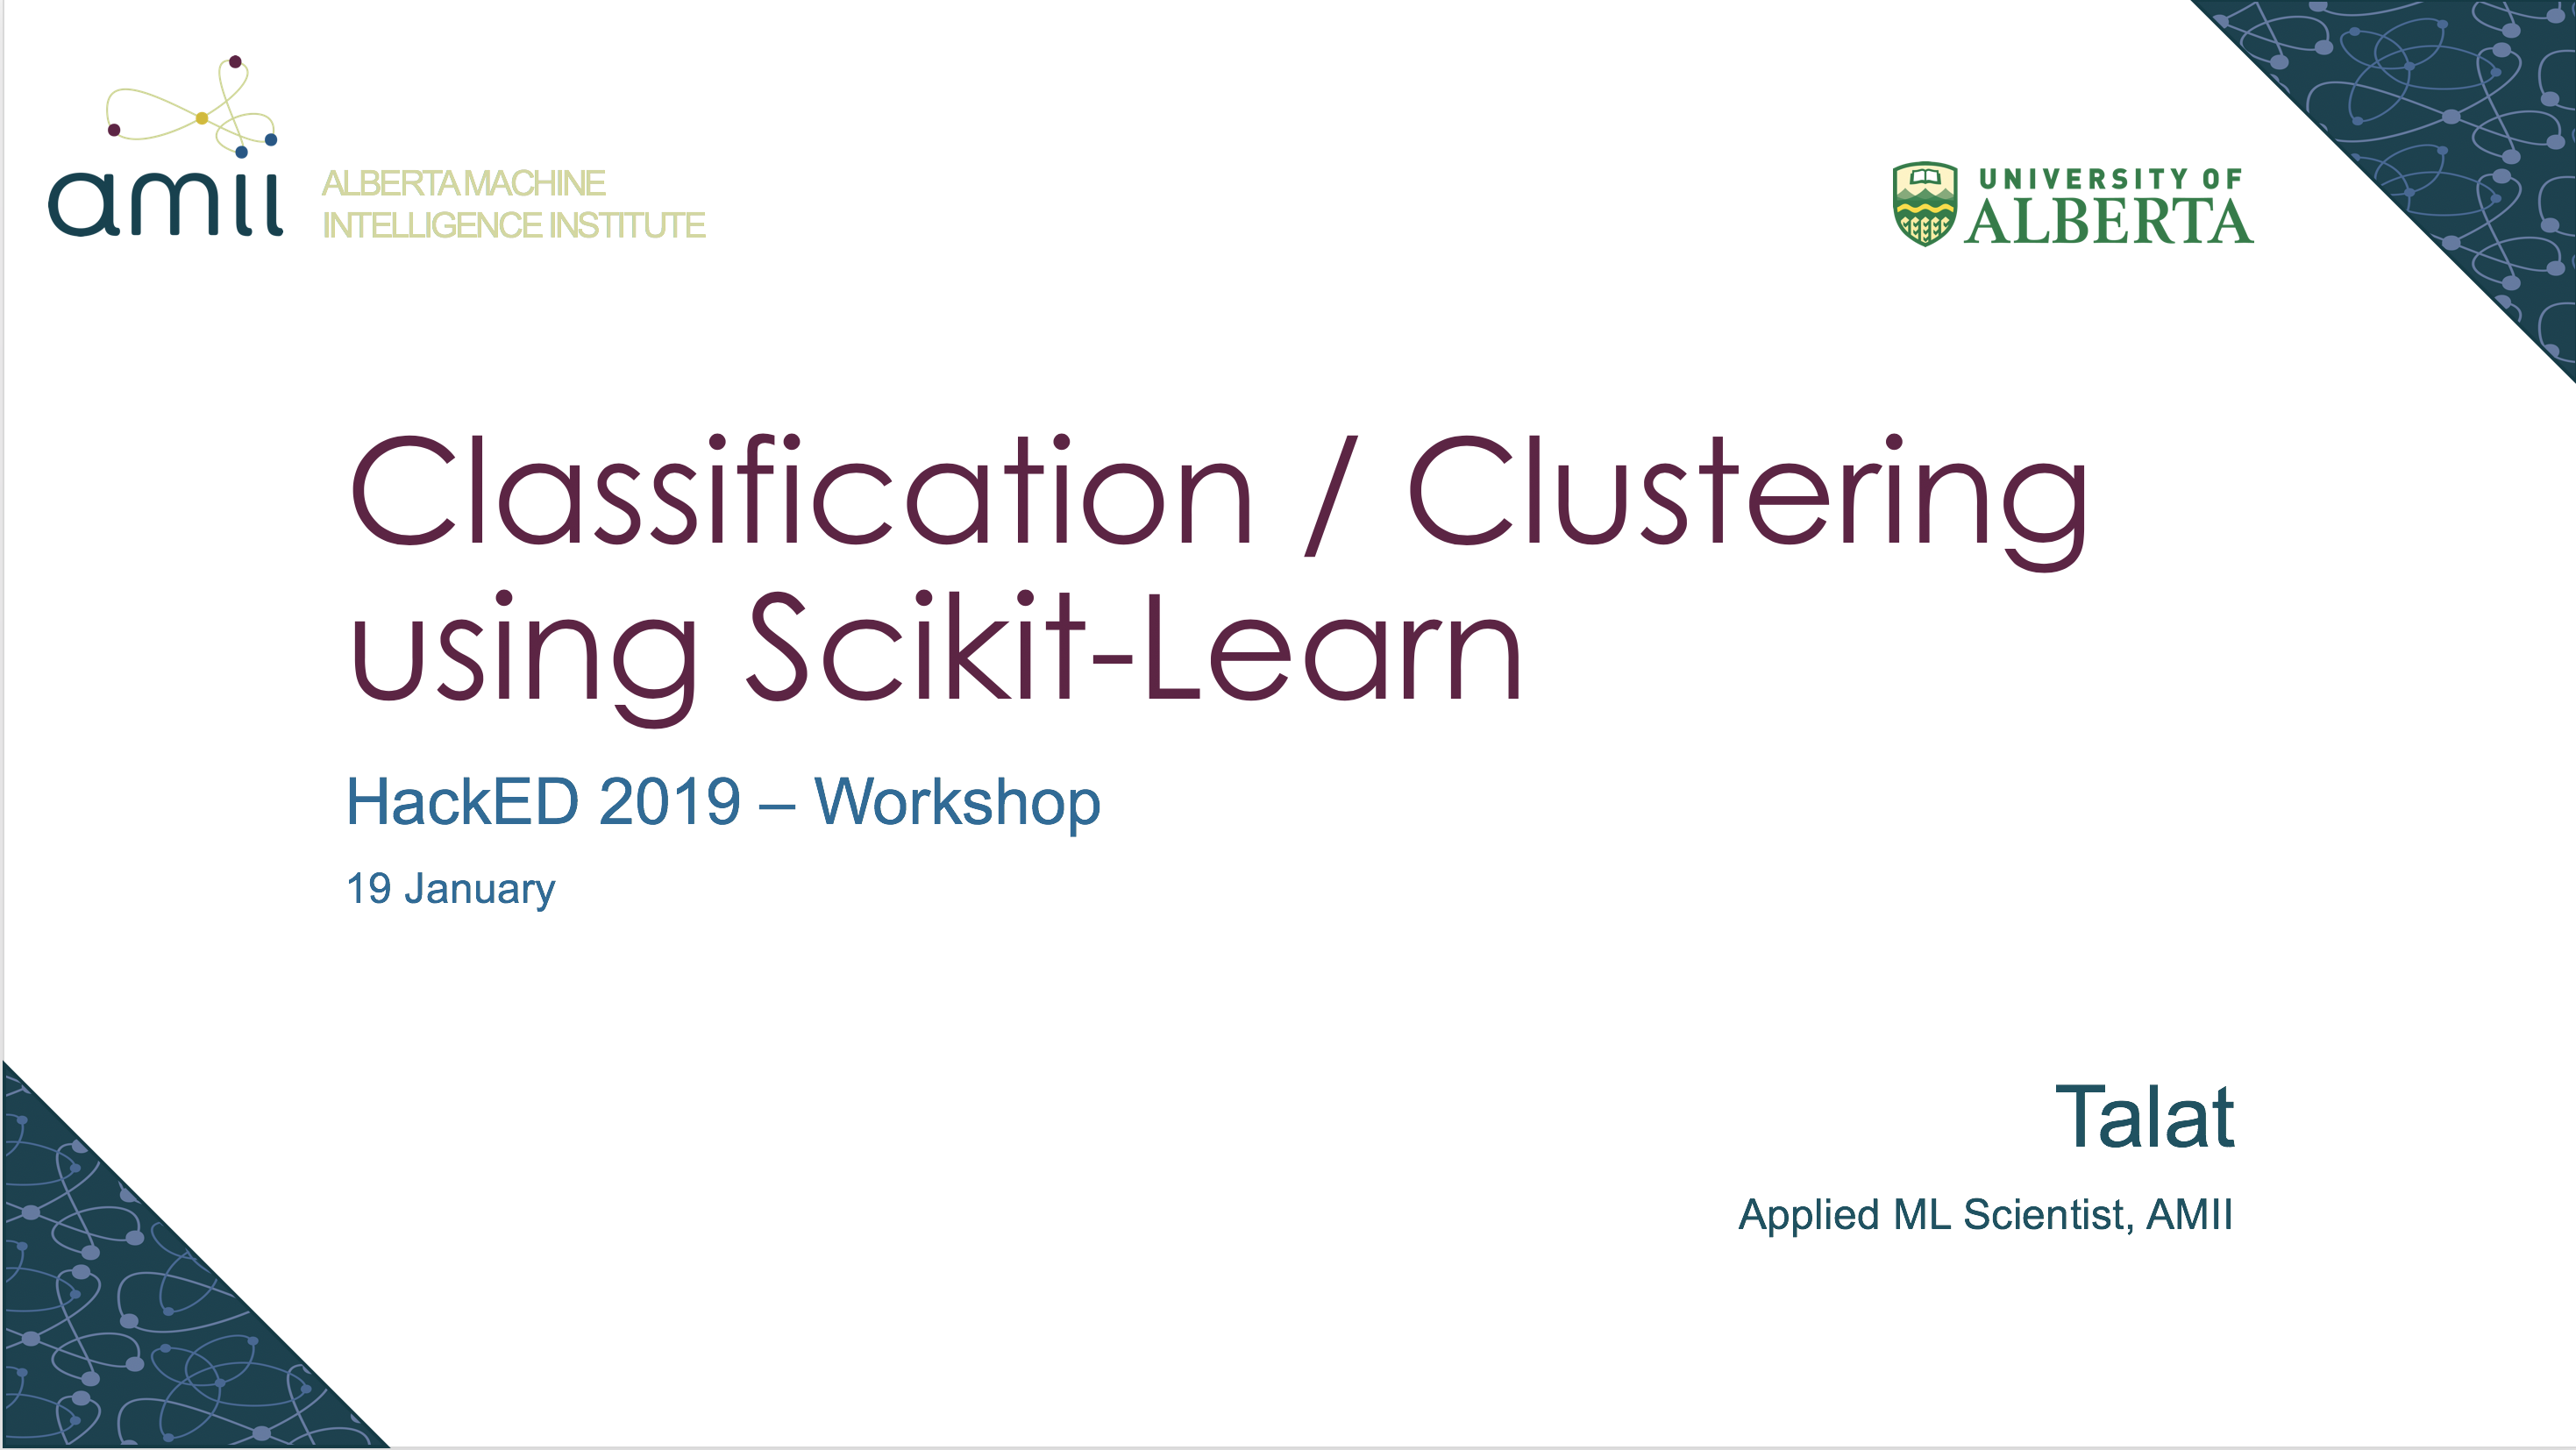 amii
ALBERTA MACHINE
INTELLIGENCE INSTITUTE
UNIVERSITY OF
ALBERTA
Classification / Clustering
using Scikit-Learn
HackED 2019 – Workshop
19 January
Talat
Applied ML Scientist, AMII